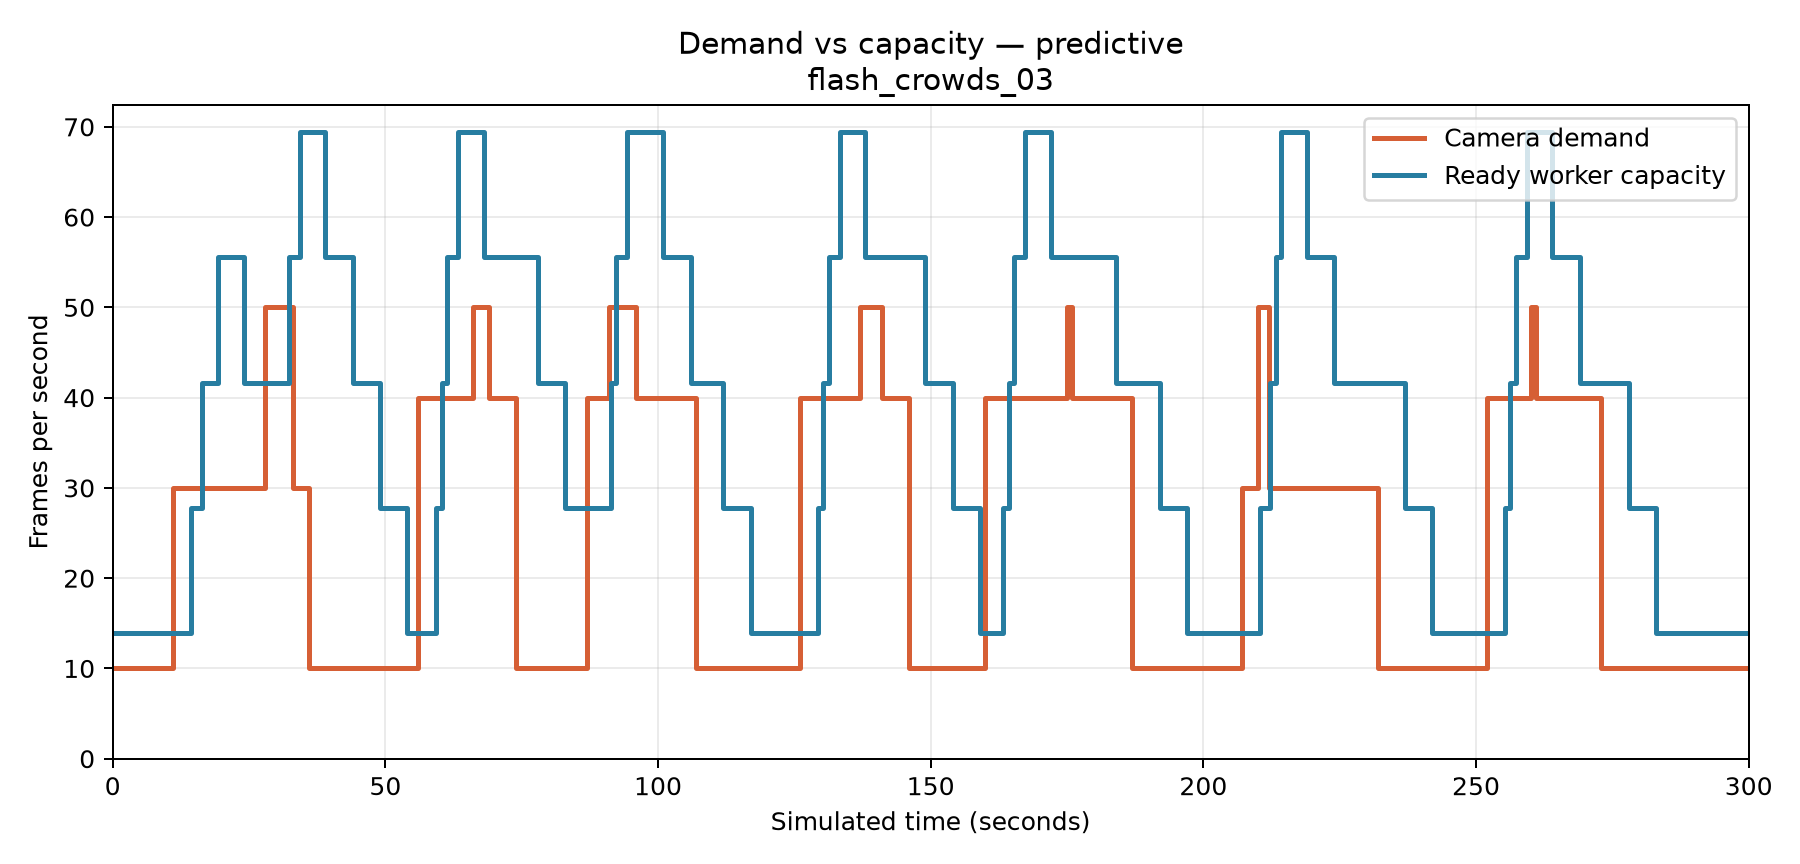 Demand vs capacity — predictive
flash_crowds_03
Camera demand
Ready worker capacity
Frames per second
70
60
50
40
30
20
10
0
0 50 100 150 200 250 300
Simulated time (seconds)